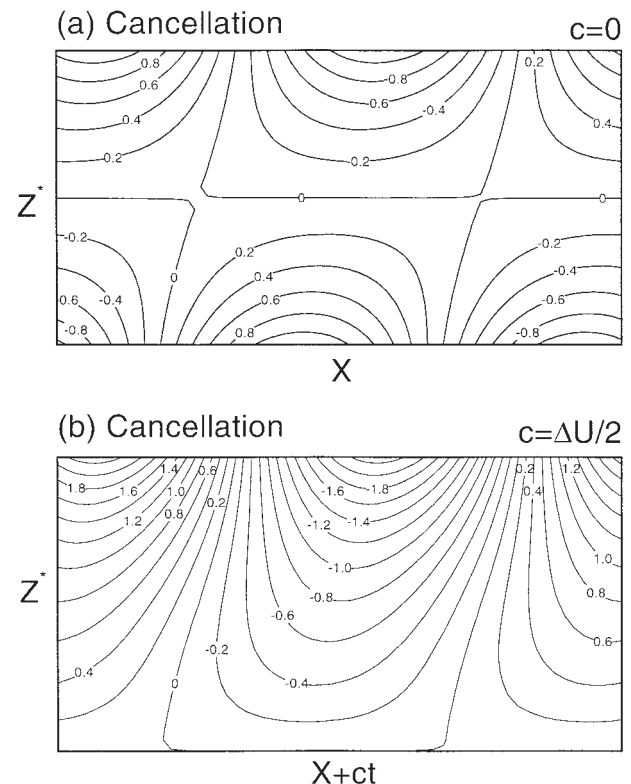 (a) Cancellation c=0
0.8 -0.8 0.2
0.6 0.6 -0.4 0.6
0.4 0.4
0.2 -0.2 0.2
Z* 0 0
-0.2 0.2 -0.2
-0.4 0 0.4 -0.4
-0.6 0.6 -0.6
-0.8 0.8 -0.8
X
(b) Cancellation c=ΔU/2
1.4 0.6 0.2 1.2
1.8 1.6 1.0 -1.6 -1.8 0.4
1.2 0.8 0.2 -1.2 -1.4 1.0
Z* -1.0
-0.6 -0.8 0.8
-0.2 0.6
0.4 0 -0.4
X+ct